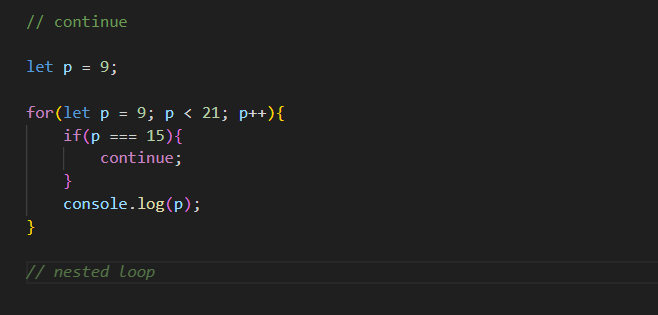 // continue
let p = 9;
for(let p = 9; p < 21; p++){
    if(p === 15){
        continue;
    }
    console.log(p);
}
// nested loop